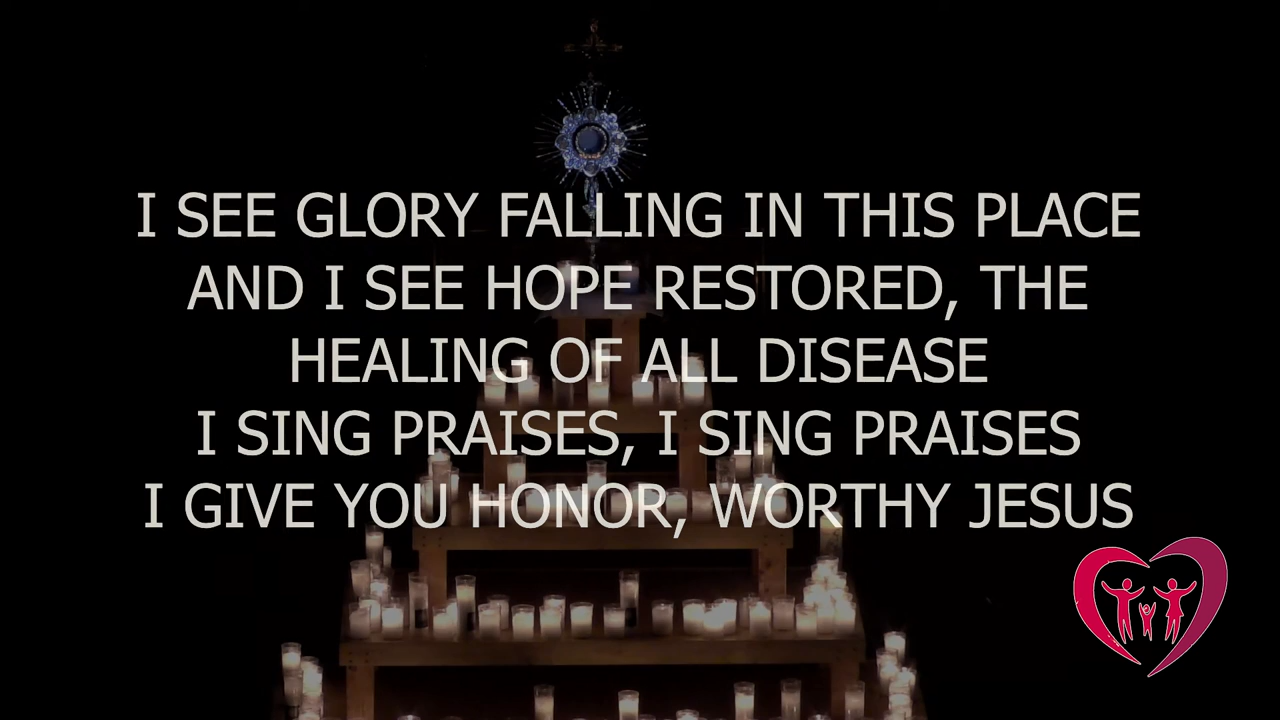 I SEE GLORY FALLING IN THIS PLACE
AND I SEE HOPE RESTORED, THE
HEALING OF ALL DISEASE
I SING PRAISES, I SING PRAISES
I GIVE YOU HONOR, WORTHY JESUS